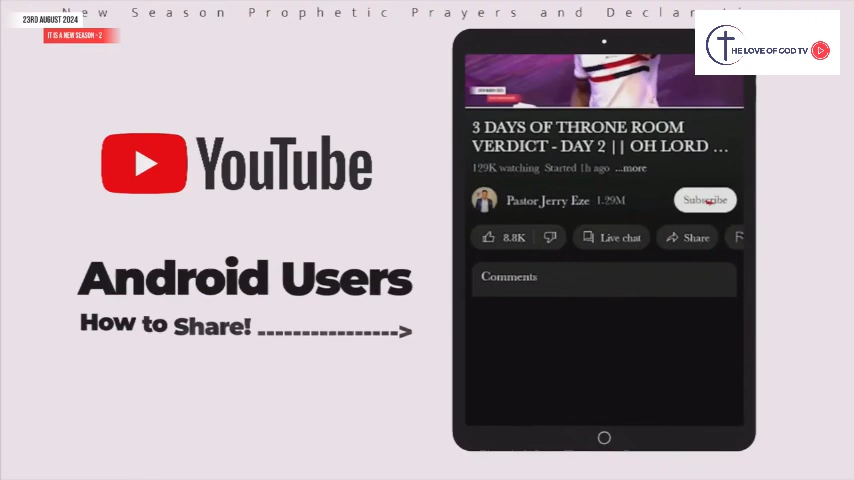 New Season Prophetic Prayers and
23RD AUGUST 2024
IT IS A NEW SEASON - 2
THE LOVE OF GOD TV
YouTube
Android Users
How to Share! ---------------->
3 DAYS OF THRONE ROOM
VERDICT - DAY 2 || OH LORD ...
129K watching Started 1h ago ...more
Pastor Jerry Eze 1.29M
Subscribe
8.8K
Live chat
Share
Comments